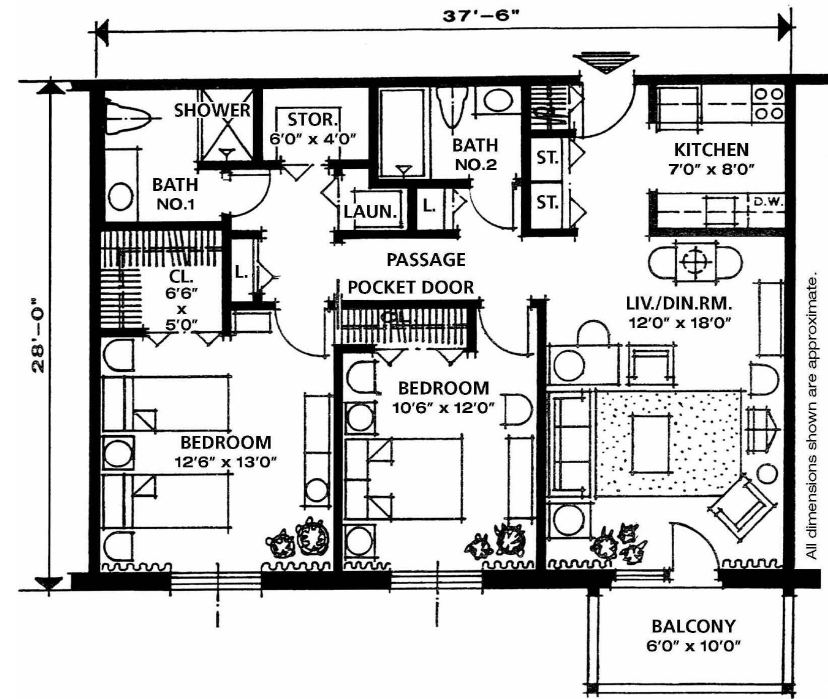 37'-6"
SHOWER
STOR.
6'0" x 4'0"
BATH
NO.2
BATH
NO.1
ST.
ST.
KITCHEN
7'0" x 8'0"
D.W.
LAUN.
L.
L.
CL.
6'6"
x
5'0"
PASSAGE
POCKET DOOR
CL.
LIV./DIN.RM.
12'0" x 18'0"
28'-0"
BEDROOM
10'6" x 12'0"
BEDROOM
12'6" x 13'0"
BALCONY
6'0" x 10'0"
All dimensions shown are approximate.